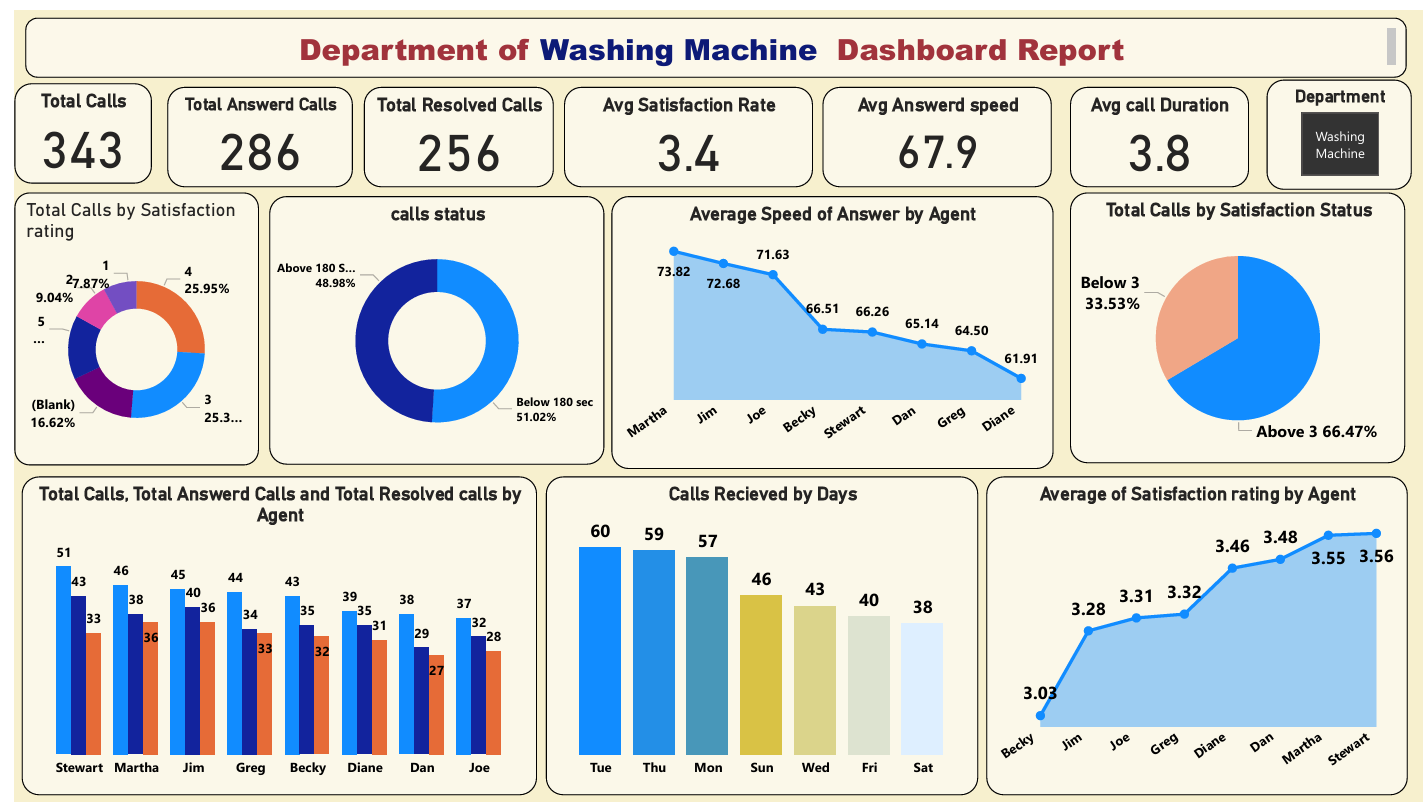 Department of Washing Machine Dashboard Report
Total Calls
343
Total Answerd Calls
286
Total Resolved Calls
256
Avg Satisfaction Rate
3.4
Avg Answerd speed
67.9
Avg call Duration
3.8
Department
Washing
Machine
Total Calls by Satisfaction
rating
1
7.87%
2
9.04%
5
...
(Blank)
16.62%
4
25.95%
3
25.3...
calls status
Above 180 S...
48.98%
Below 180 sec
51.02%
Average Speed of Answer by Agent
73.82
72.68
71.63
66.51
66.26
65.14
64.50
61.91
Martha
Jim
Joe
Becky
Stewart
Dan
Greg
Diane
Total Calls by Satisfaction Status
Below 3
33.53%
Above 3 66.47%
Total Calls, Total Answerd Calls and Total Resolved calls by
Agent
51
43
33
46
38
36
45
40
36
44
34
33
43
35
32
39
35
31
38
29
27
37
32
28
Stewart Martha Jim Greg Becky Diane Dan Joe
Calls Recieved by Days
60
59
57
46
43
40
38
Tue Thu Mon Sun Wed Fri Sat
Average of Satisfaction rating by Agent
3.03
3.28
3.31
3.32
3.46
3.48
3.55
3.56
Becky
Jim
Joe
Greg
Diane
Dan
Martha
Stewart